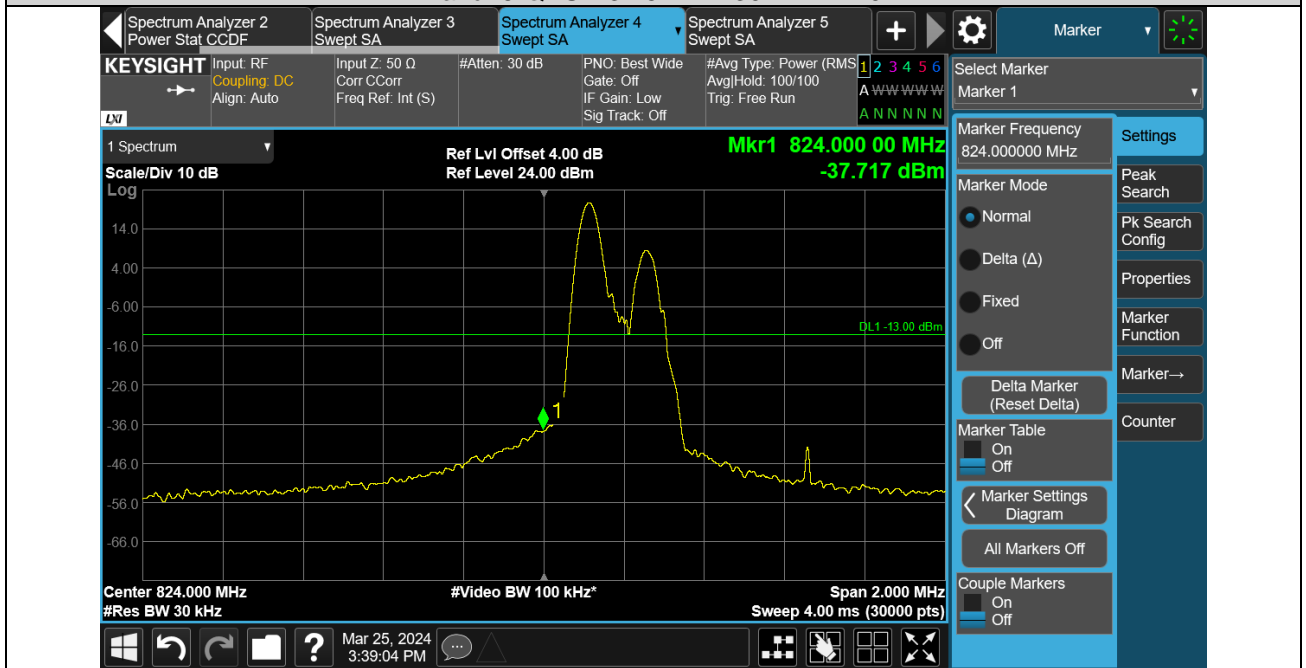 Spectrum Analyzer 2
Power Stat CCDF
Spectrum Analyzer 3
Swept SA
Spectrum Analyzer 4
Swept SA
Spectrum Analyzer 5
Swept SA
+
Marker
KEYSIGHT
LXI
Input: RF
Coupling: DC
Align: Auto
Input Z: 50 Ω
Corr CCorr
Freq Ref: Int (S)
#Atten: 30 dB
PNO: Best Wide
Gate: Off
IF Gain: Low
Sig Track: Off
#Avg Type: Power (RMS
Avg|Hold: 100/100
Trig: Free Run
1 2 3 4 5 6
A W W W W W
A N N N N N
Select Marker
Marker 1
1 Spectrum
Scale/Div 10 dB
Ref Lvl Offset 4.00 dB
Ref Level 24.00 dBm
Mkr1 824.000 00 MHz
-37.717 dBm
Log
14.0
4.00
-6.00
-16.0
-26.0
-36.0
-46.0
-56.0
-66.0
DL1 -13.00 dBm
1
Center 824.000 MHz
#Res BW 30 kHz
#Video BW 100 kHz*
Span 2.000 MHz
Sweep 4.00 ms (30000 pts)
Marker Frequency
824.000000 MHz
Marker Mode
Normal
Delta (Δ)
Fixed
Off
Delta Marker
(Reset Delta)
Marker Table
On
Off
Marker Settings
Diagram
All Markers Off
Couple Markers
On
Off
Settings
Peak
Search
Pk Search
Config
Properties
Marker
Function
Marker→
Counter
?
Mar 25, 2024
3:39:04 PM